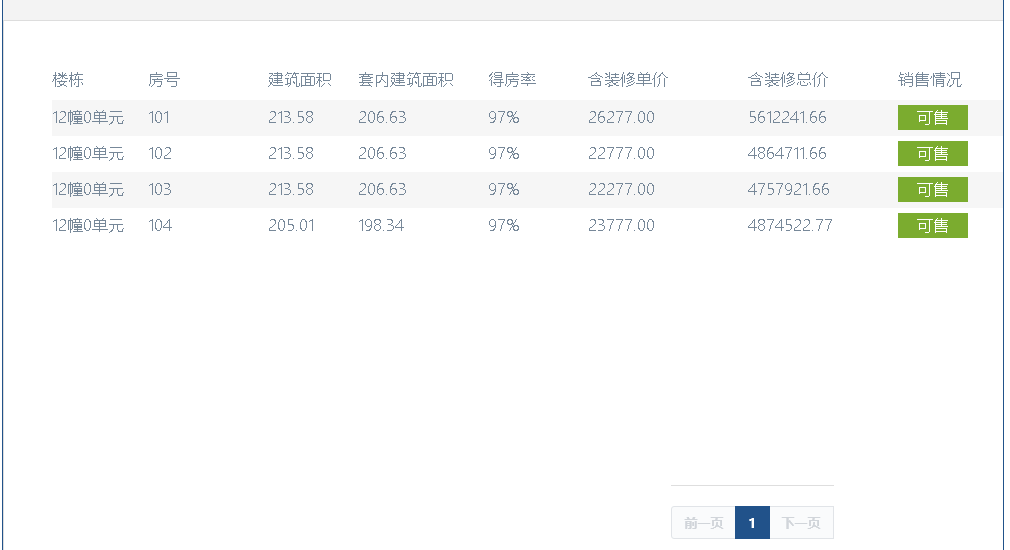 楼栋 房号 建筑面积 套内建筑面积 得房率 含装修单价 含装修总价 销售情况
12幢0单元 101 213.58 206.63 97% 26277.00 5612241.66 可售
12幢0单元 102 213.58 206.63 97% 22777.00 4864711.66 可售
12幢0单元 103 213.58 206.63 97% 22277.00 4757921.66 可售
12幢0单元 104 205.01 198.34 97% 23777.00 4874522.77 可售
前一页 1 下一页